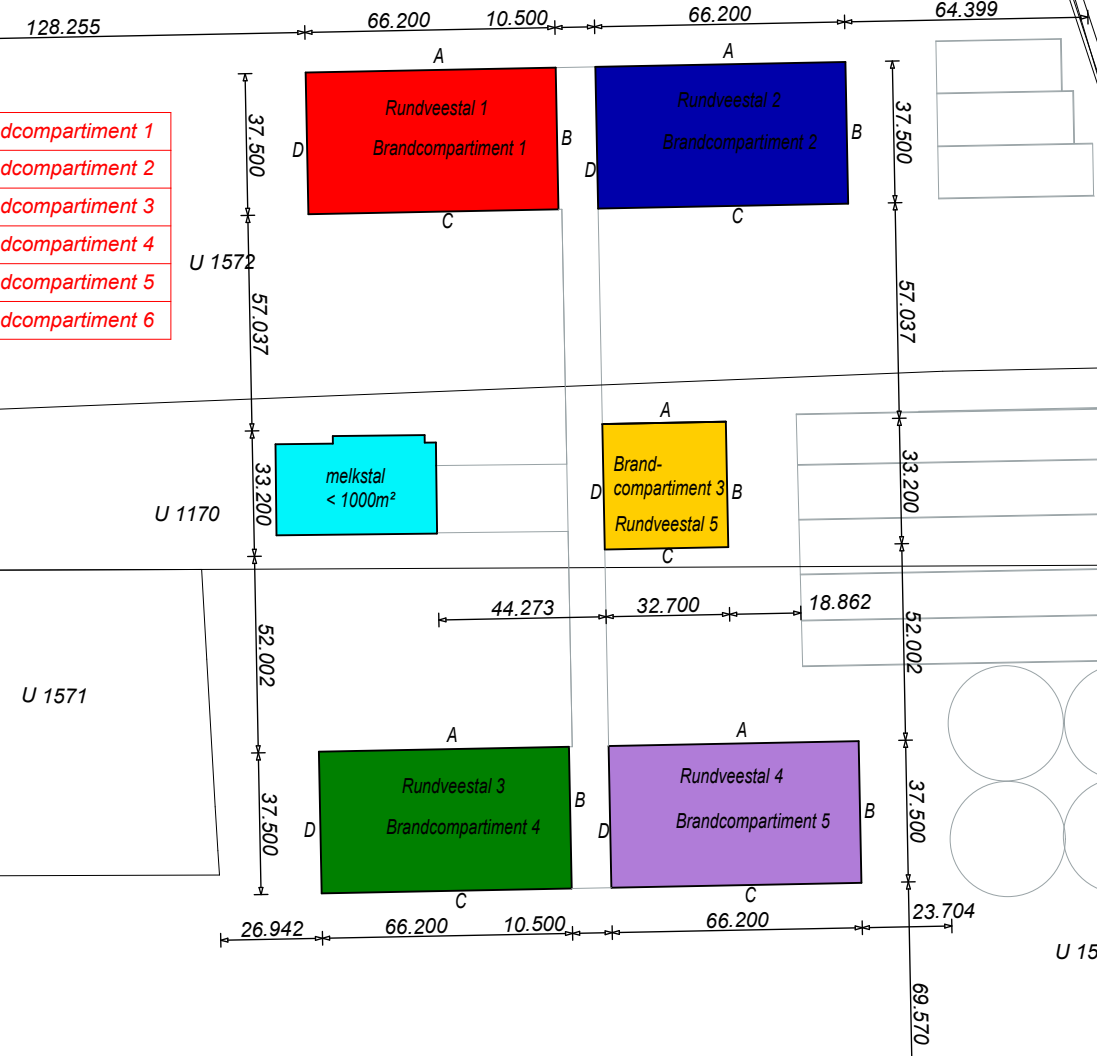 128.255
66.200
10.500
66.200
64.399
A
A
37.500
Rundveestal 1
Brandcompartiment 1
D
B
C
Rundveestal 2
Brandcompartiment 2
D
B
C
37.500
dcompartiment 1
dcompartiment 2
dcompartiment 3
dcompartiment 4
dcompartiment 5
dcompartiment 6
U 1572
57.037
57.037
A
melkstal
< 1000m²
33.200
Brand-
compartiment 3
Rundveestal 5
D
B
C
33.200
U 1170
44.273
32.700
18.862
52.002
52.002
U 1571
A
A
37.500
Rundveestal 3
Brandcompartiment 4
D
B
C
Rundveestal 4
Brandcompartiment 5
D
B
C
37.500
26.942
66.200
10.500
66.200
23.704
U 15
69.570